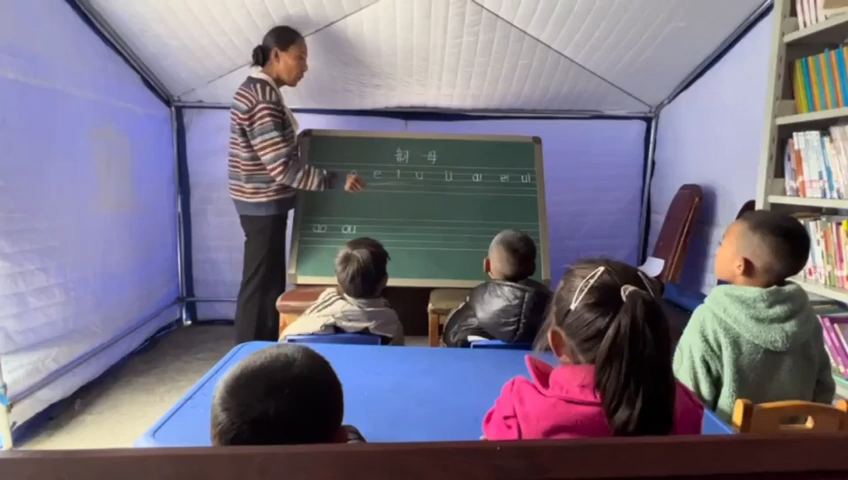 韵 母
e i u ü ai ei ui
ao ou